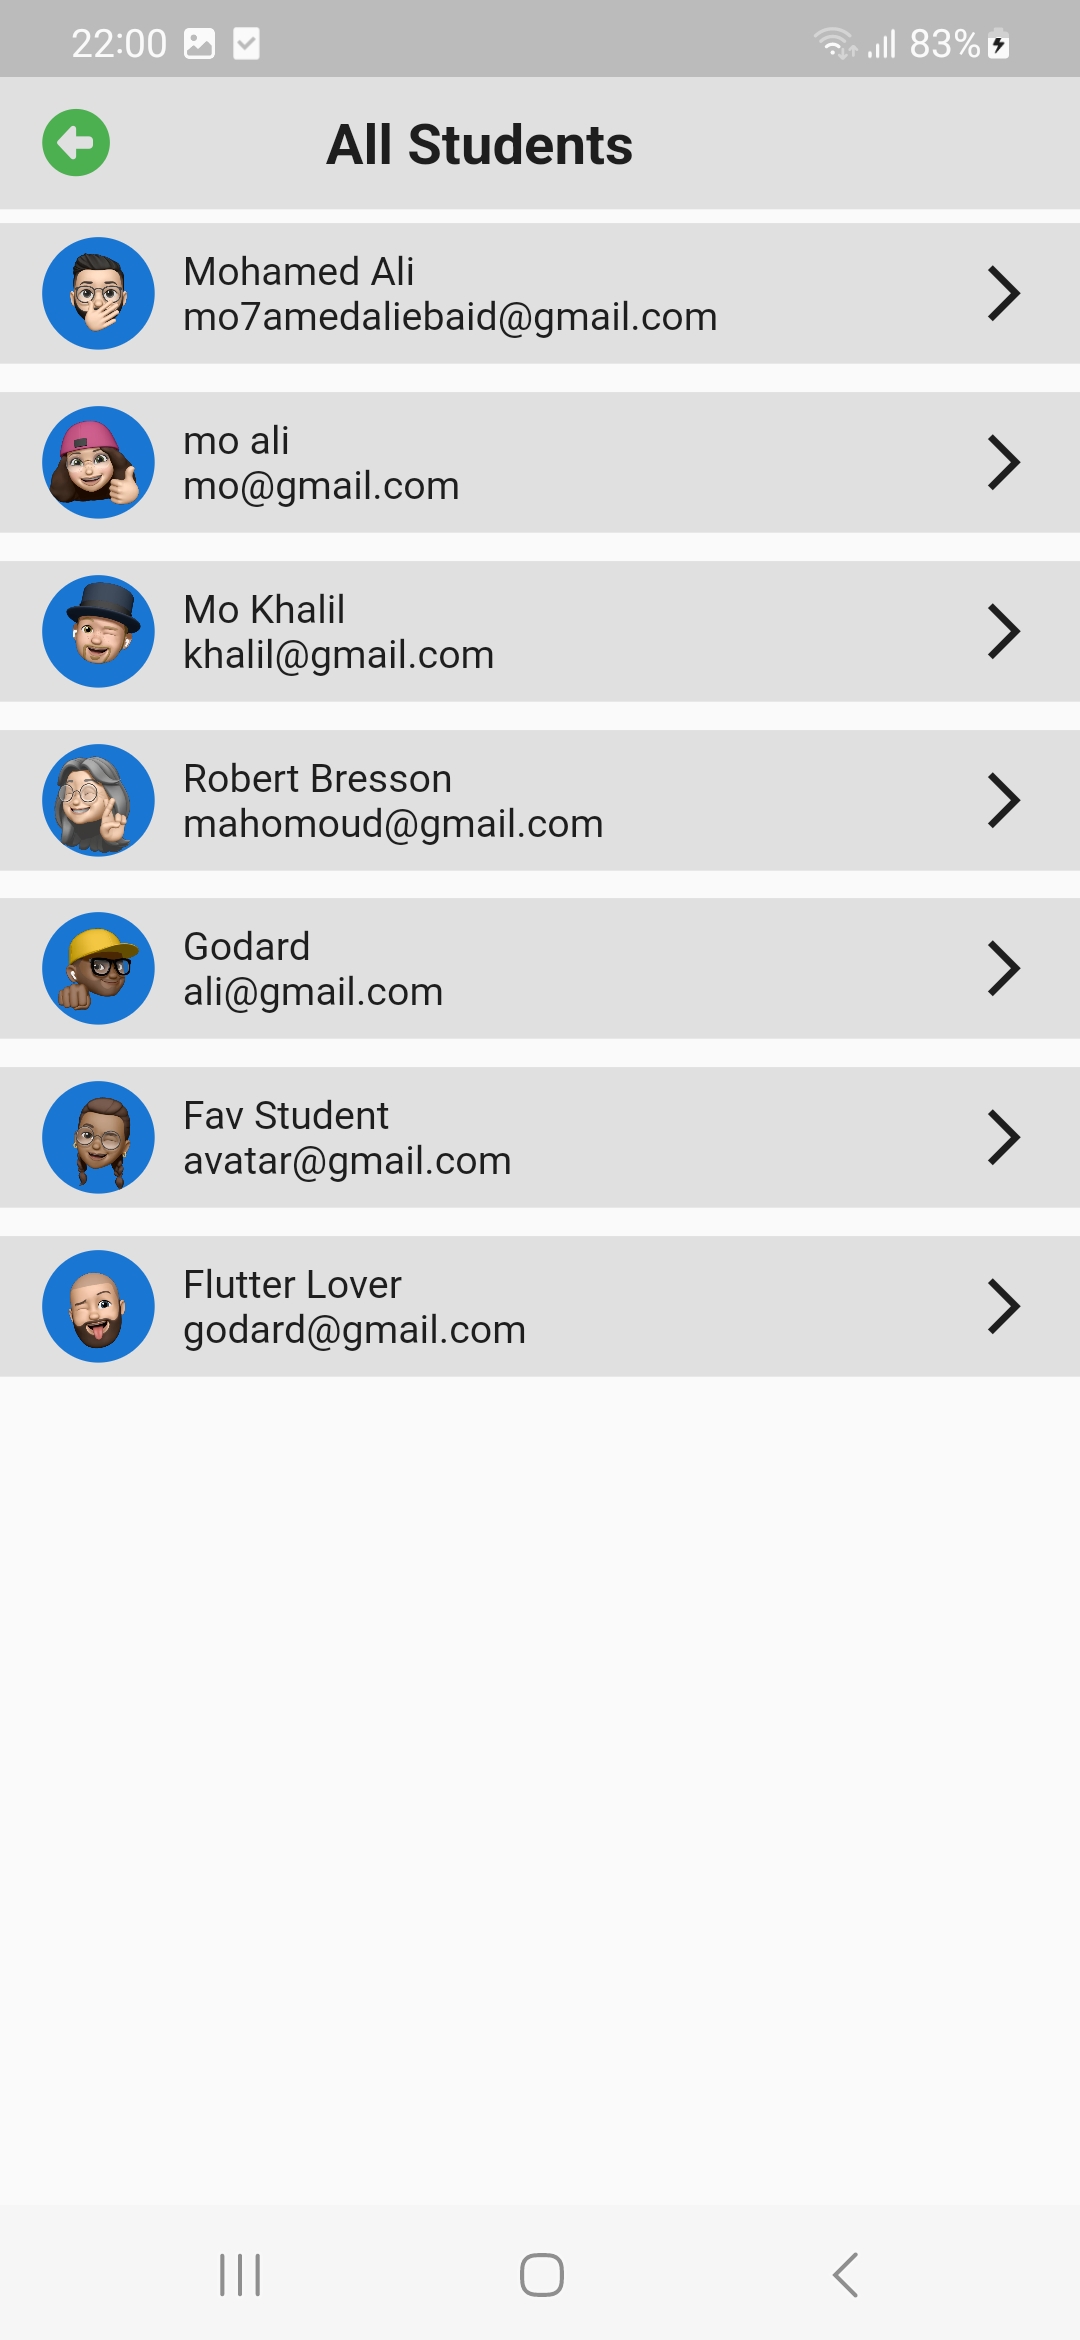 22:00
83%
All Students
Mohamed Ali
mo7amedaliebaid@gmail.com
mo ali
mo@gmail.com
Mo Khalil
khalil@gmail.com
Robert Bresson
mahomoud@gmail.com
Godard
ali@gmail.com
Fav Student
avatar@gmail.com
Flutter Lover
godard@gmail.com